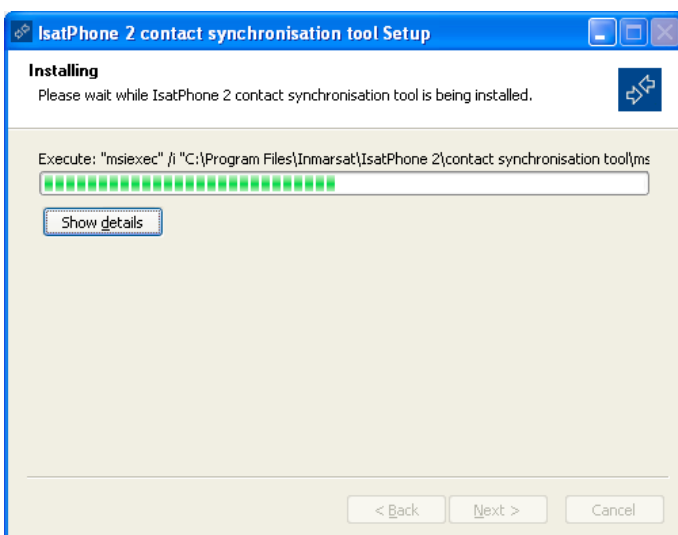 IsatPhone 2 contact synchronisation tool Setup
Installing
Please wait while IsatPhone 2 contact synchronisation tool is being installed.
Execute: "msiexec" /i "C:\Program Files\Inmarsat\IsatPhone 2\contact synchronisation tool\ms
Show details
< Back
Next >
Cancel